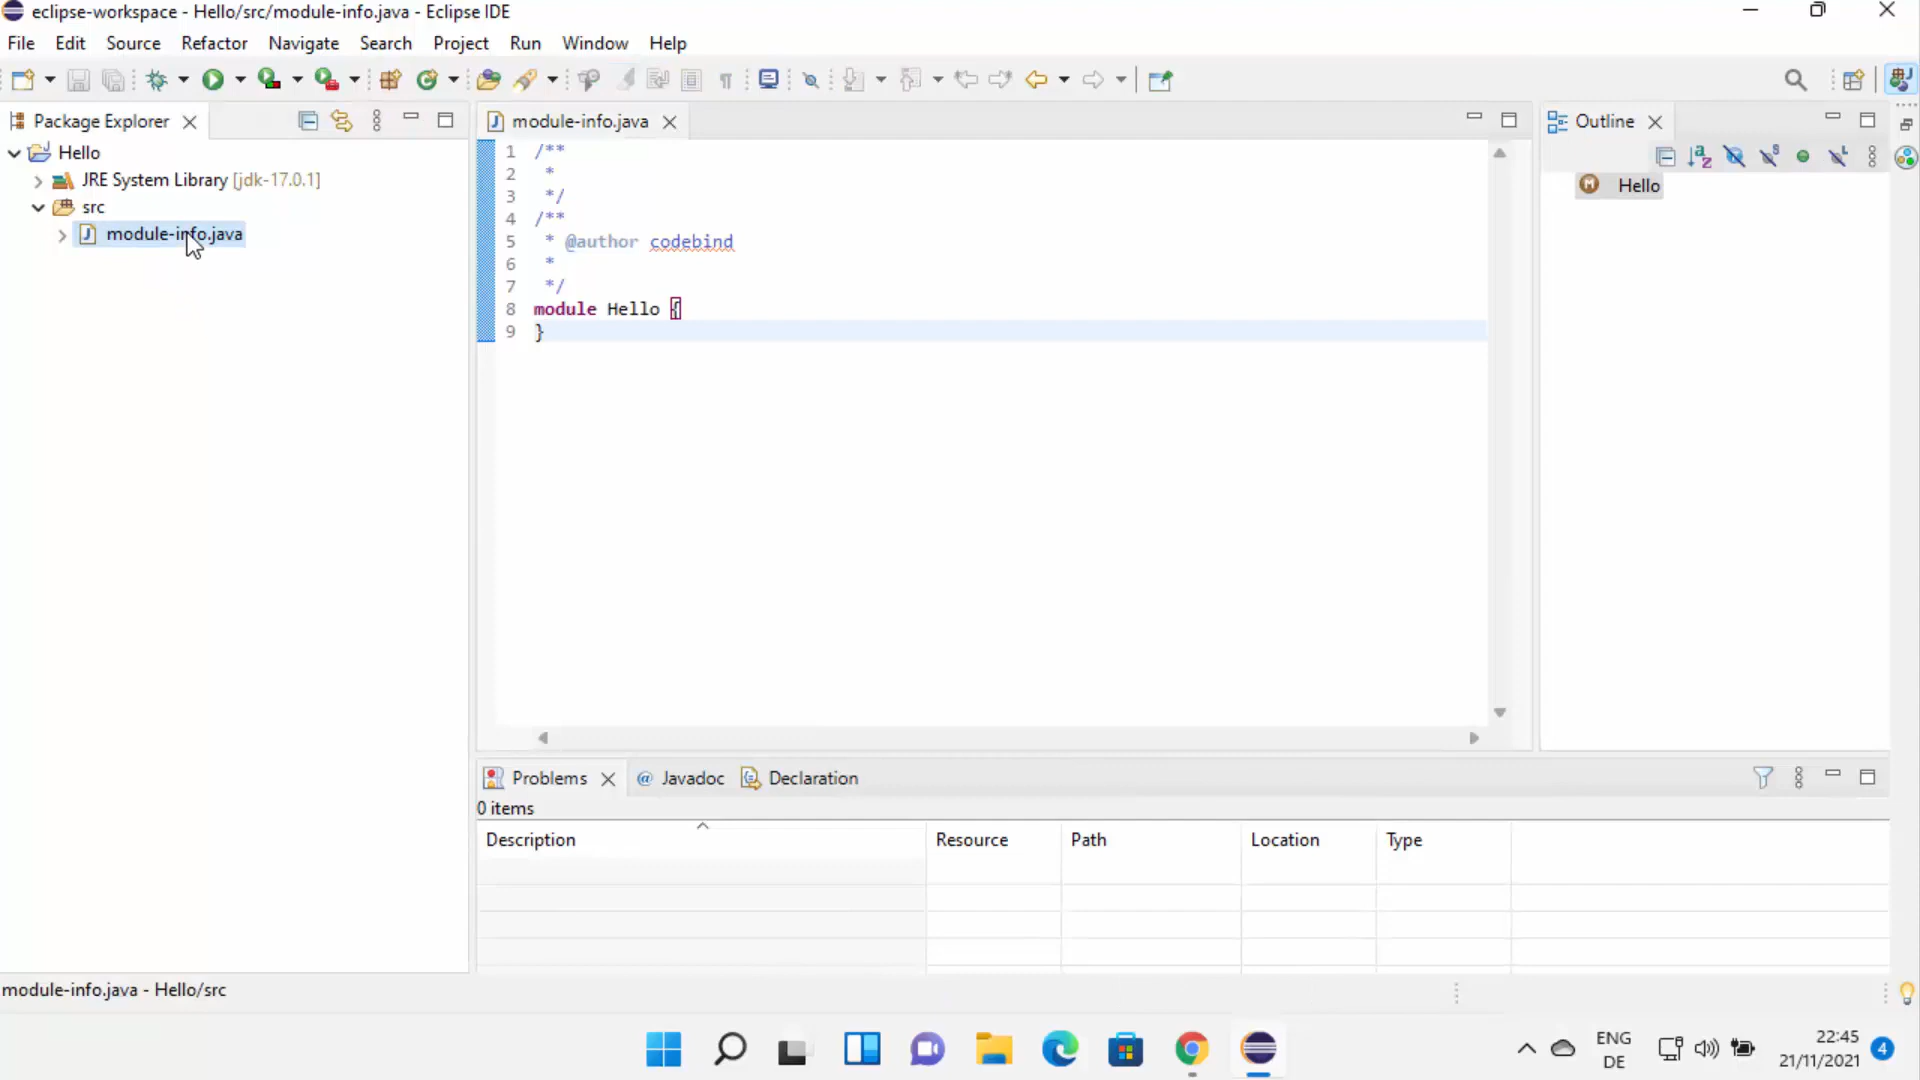 eclipse-workspace - Hello/src/module-info.java - Eclipse IDE
File Edit Source Refactor Navigate Search Project Run Window Help
Package Explorer
Hello
JRE System Library [jdk-17.0.1]
src
module-info.java
module-info.java
1 /**
2  *
3  */
4 /**
5  * @author codebind
6  *
7  */
8 module Hello {
9 }
Outline
Hello
Problems @ Javadoc Declaration
0 items
Description Resource Path Location Type
module-info.java - Hello/src
ENG
DE
22:45
21/11/2021
4